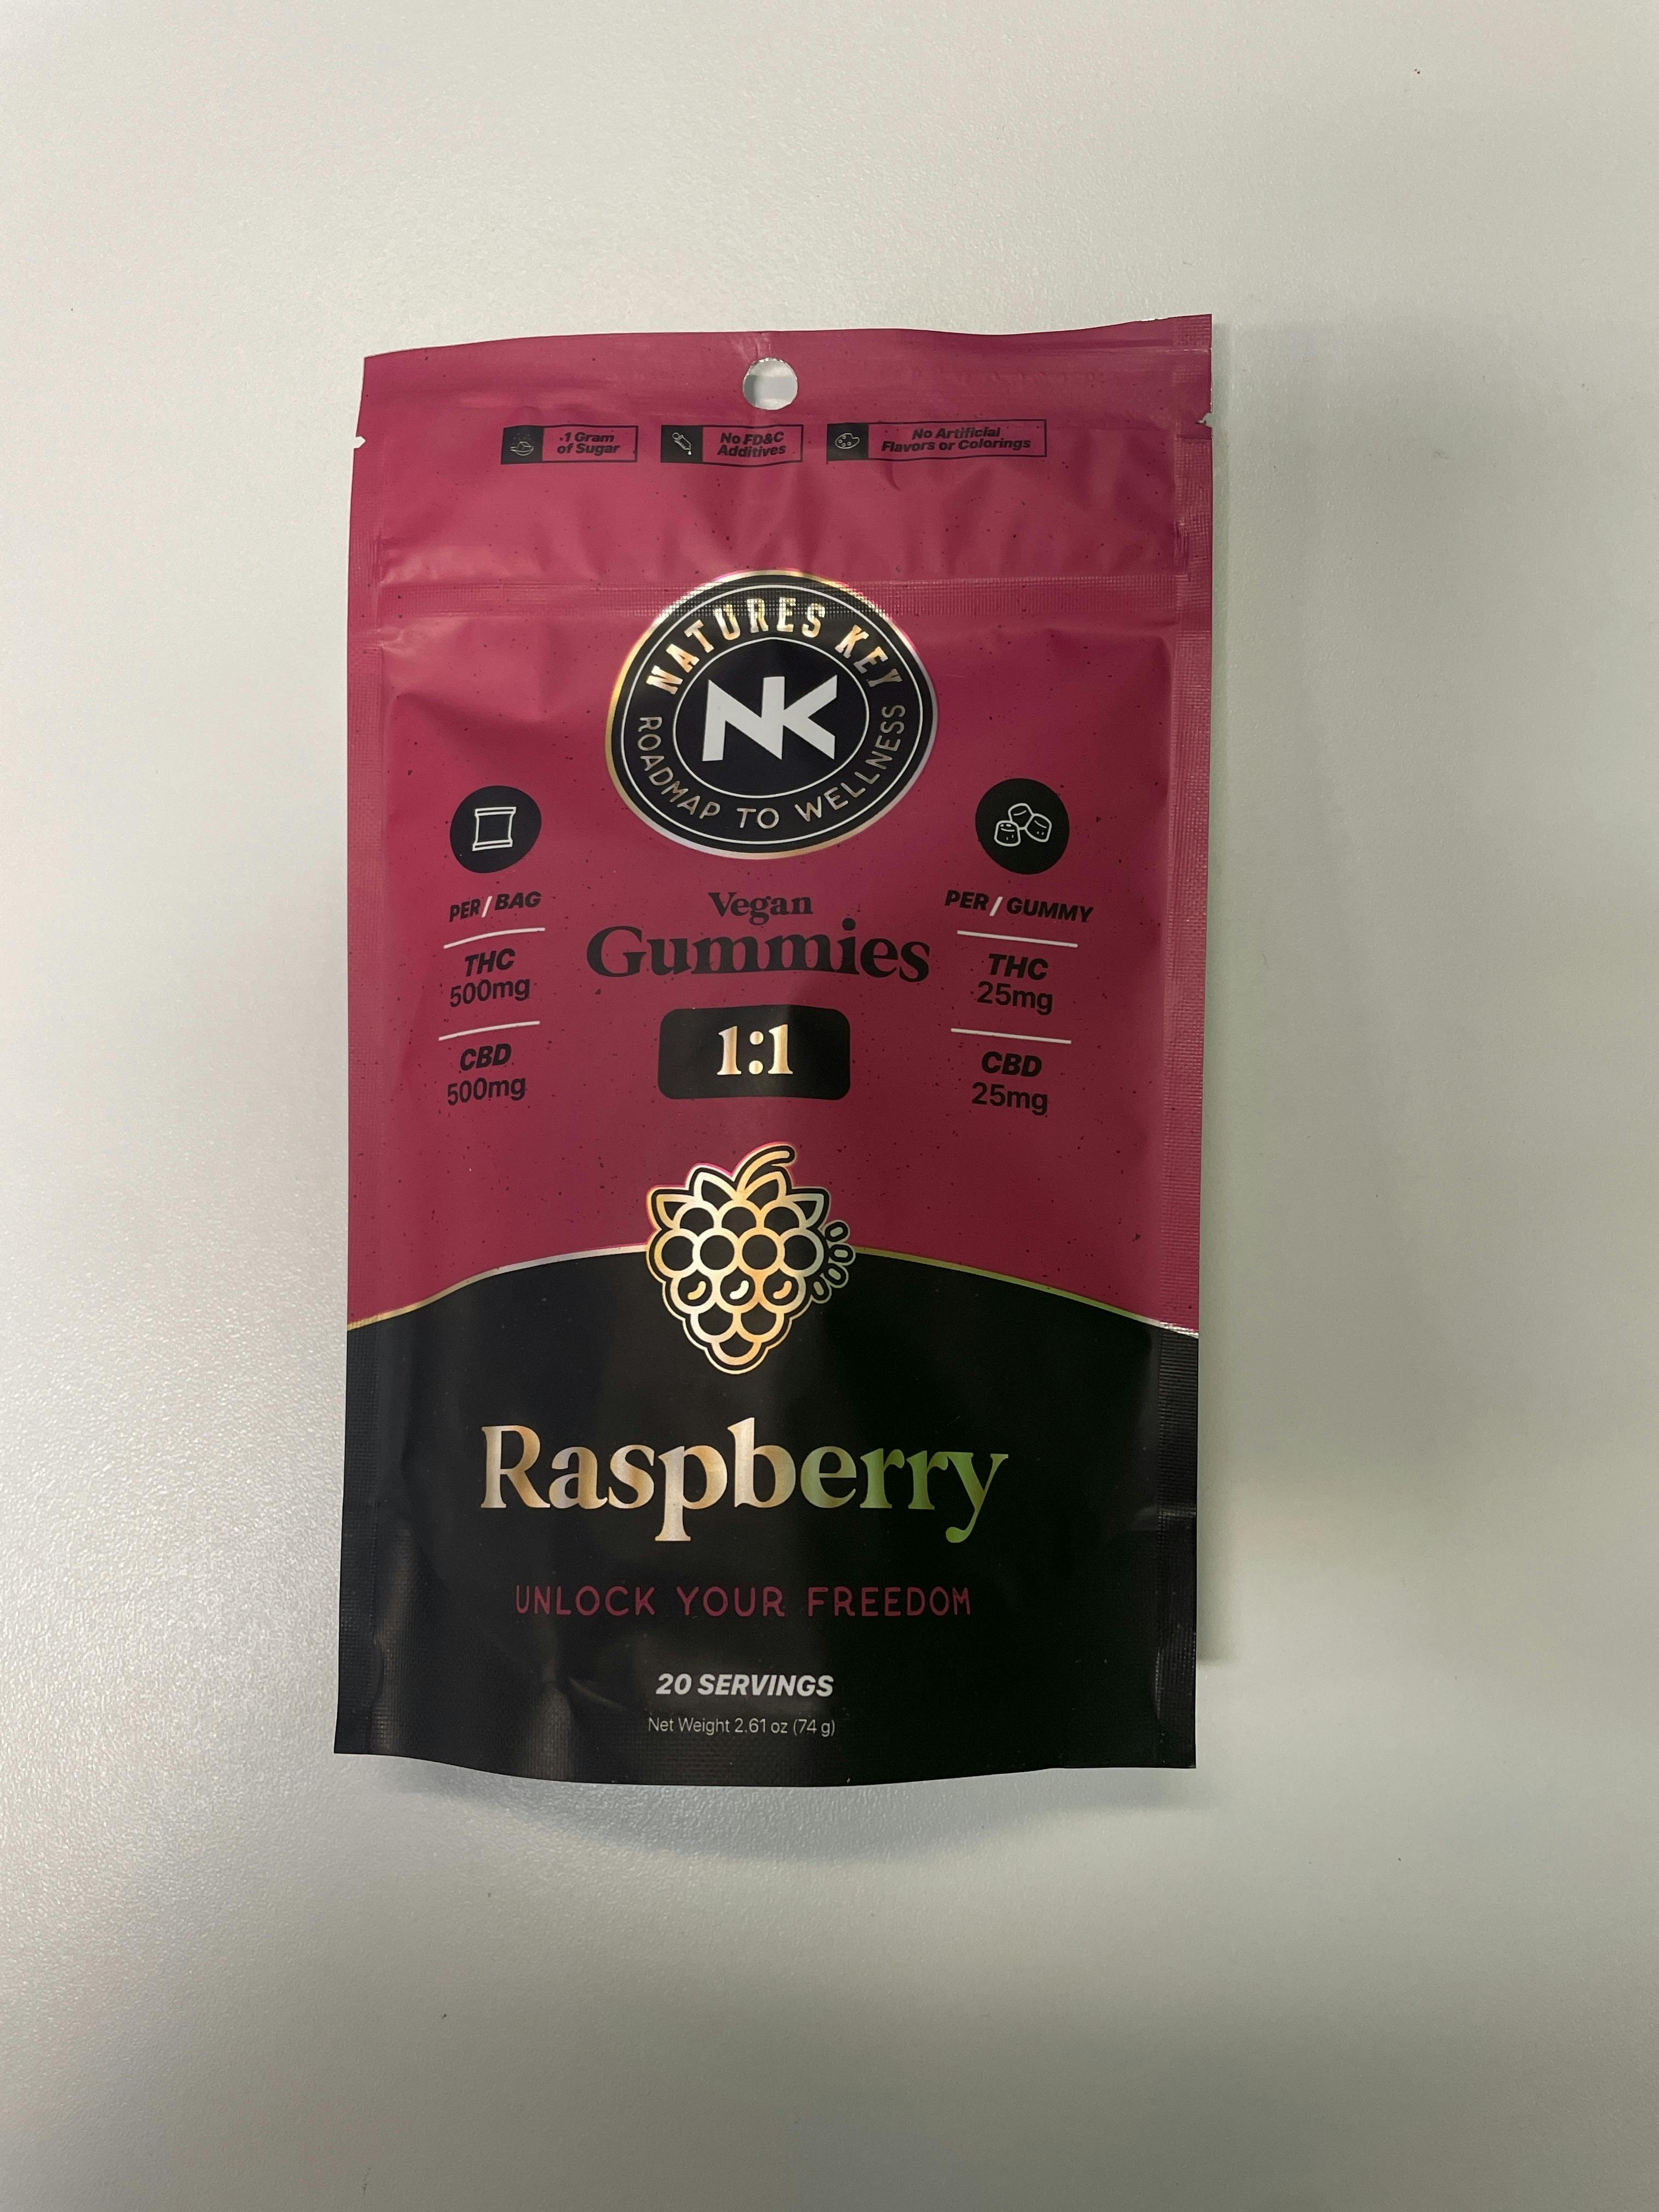 -1 Gram
of Sugar
No FD&C
Additives
No Artificial
Flavors or Colorings
NATURES KEY
NK
ROADMAP TO WELLNESS
PER/BAG
THC
500mg
CBD
500mg
Vegan
Gummies
1:1
PER/GUMMY
THC
25mg
CBD
25mg
Raspberry
UNLOCK YOUR FREEDOM
20 SERVINGS
Net Weight 2.61 oz (74 g)